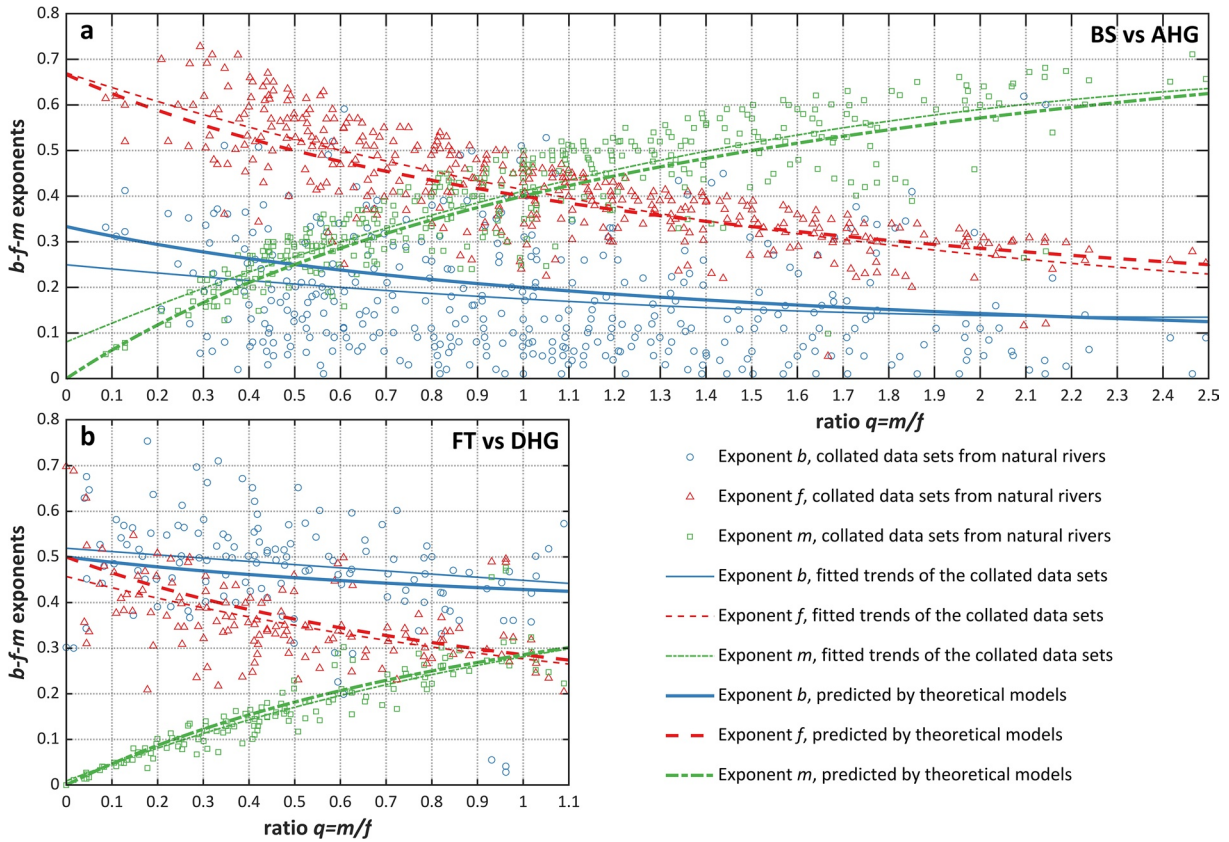 a
BS vs AHG
b-f-m exponents
0.8
0.7
0.6
0.5
0.4
0.3
0.2
0.1
0
0 0.1 0.2 0.3 0.4 0.5 0.6 0.7 0.8 0.9 1.0 1.1 1.2 1.3 1.4 1.5 1.6 1.7 1.8 1.9 2.0 2.1 2.2 2.3 2.4 2.5
ratio q=m/f
b
FT vs DHG
b-f-m exponents
0.8
0.7
0.6
0.5
0.4
0.3
0.2
0.1
0
0 0.1 0.2 0.3 0.4 0.5 0.6 0.7 0.8 0.9 1.0 1.1
ratio q=m/f
Exponent b, collated data sets from natural rivers
Exponent f, collated data sets from natural rivers
Exponent m, collated data sets from natural rivers
Exponent b, fitted trends of the collated data sets
Exponent f, fitted trends of the collated data sets
Exponent m, fitted trends of the collated data sets
Exponent b, predicted by theoretical models
Exponent f, predicted by theoretical models
Exponent m, predicted by theoretical models